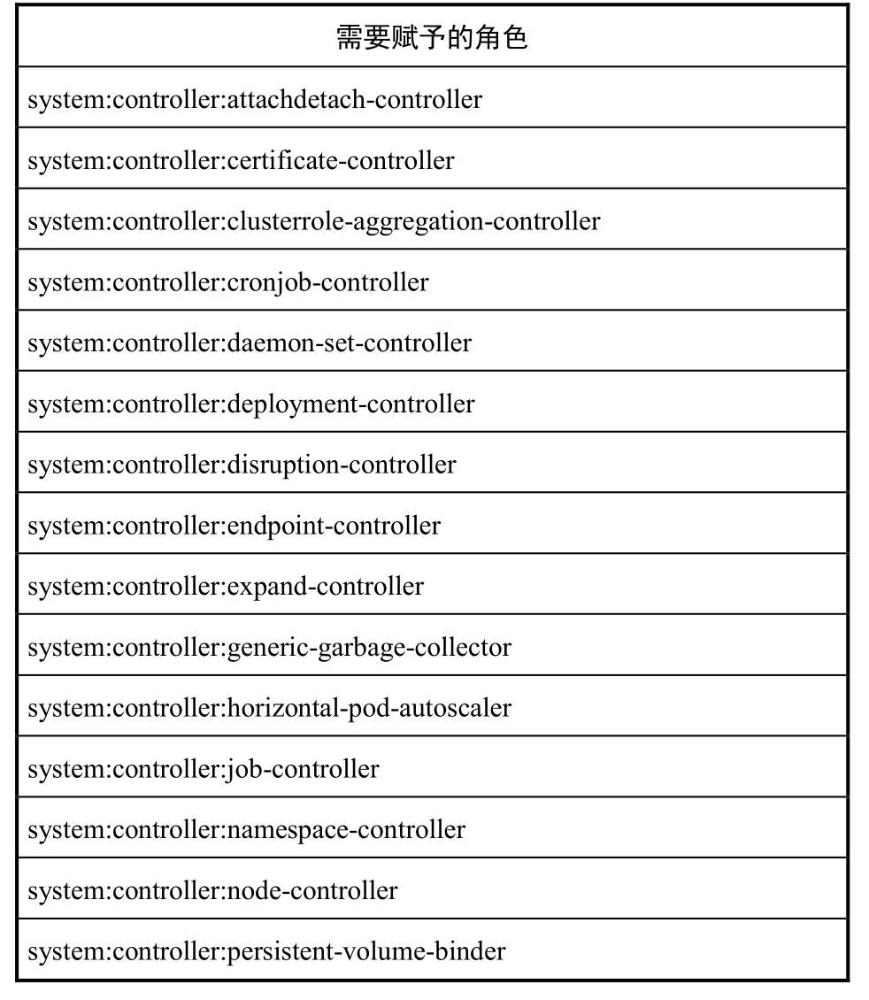 需要赋予的角色
system:controller:attachdetach-controller
system:controller:certificate-controller
system:controller:clusterrole-aggregation-controller
system:controller:cronjob-controller
system:controller:daemon-set-controller
system:controller:deployment-controller
system:controller:disruption-controller
system:controller:endpoint-controller
system:controller:expand-controller
system:controller:generic-garbage-collector
system:controller:horizontal-pod-autoscaler
system:controller:job-controller
system:controller:namespace-controller
system:controller:node-controller
system:controller:persistent-volume-binder